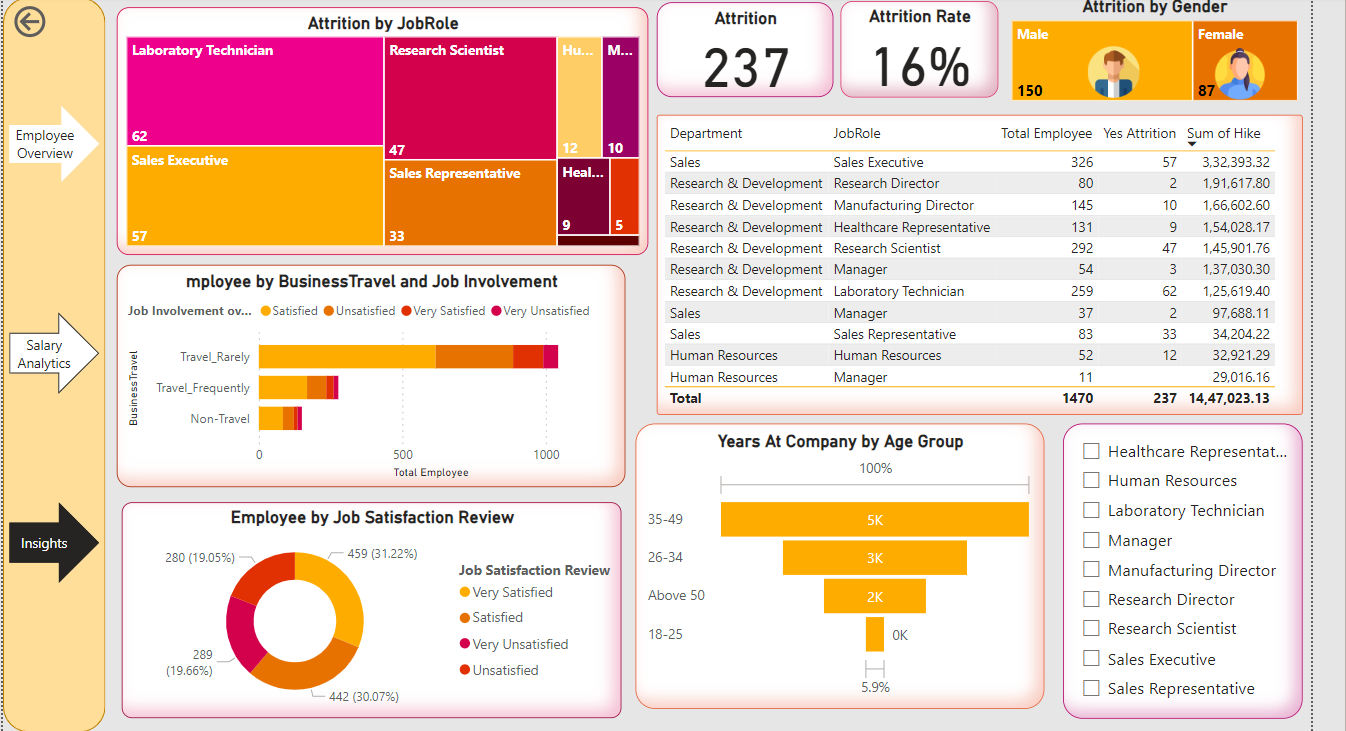 Employee
Overview
Salary
Analytics
Insights
Attrition by JobRole
Laboratory Technician
62
Sales Executive
57
Research Scientist
47
Sales Representative
33
Hu...
12
M...
10
Heal...
9
5
Attrition
237
Attrition Rate
16%
Attrition by Gender
Male
150
Female
87
Department JobRole Total Employee Yes Attrition Sum of Hike
Sales Sales Executive 326 57 3,32,393.32
Research & Development Research Director 80 2 1,91,617.80
Research & Development Manufacturing Director 145 10 1,66,602.60
Research & Development Healthcare Representative 131 9 1,54,028.17
Research & Development Research Scientist 292 47 1,45,901.76
Research & Development Manager 54 3 1,37,030.30
Research & Development Laboratory Technician 259 62 1,25,619.40
Sales Manager 37 2 97,688.11
Sales Sales Representative 83 33 34,204.22
Human Resources Human Resources 52 12 32,921.29
Human Resources Manager 11 29,016.16
Total 1470 237 14,47,023.13
mployee by BusinessTravel and Job Involvement
Job Involvement ov... Satisfied Unsatisfied Very Satisfied Very Unsatisfied
BusinessTravel
Travel_Rarely
Travel_Frequently
Non-Travel
0 500 1000
Total Employee
Employee by Job Satisfaction Review
280 (19.05%)
459 (31.22%)
289
(19.66%)
442 (30.07%)
Job Satisfaction Review
Very Satisfied
Satisfied
Very Unsatisfied
Unsatisfied
Years At Company by Age Group
100%
35-49 5K
26-34 3K
Above 50 2K
18-25 0K
5.9%
Healthcare Representat...
Human Resources
Laboratory Technician
Manager
Manufacturing Director
Research Director
Research Scientist
Sales Executive
Sales Representative